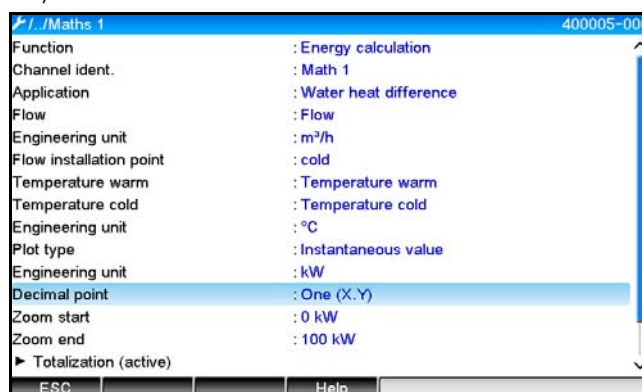 /../Maths 1 400005-00
Function : Energy calculation
Channel ident. : Math 1
Application : Water heat difference
Flow : Flow
Engineering unit : m³/h
Flow installation point : cold
Temperature warm : Temperature warm
Temperature cold : Temperature cold
Engineering unit : °C
Plot type : Instantaneous value
Engineering unit : kW
Decimal point : One (X.Y)
Zoom start : 0 kW
Zoom end : 100 kW
► Totalization (active)
ESC Help